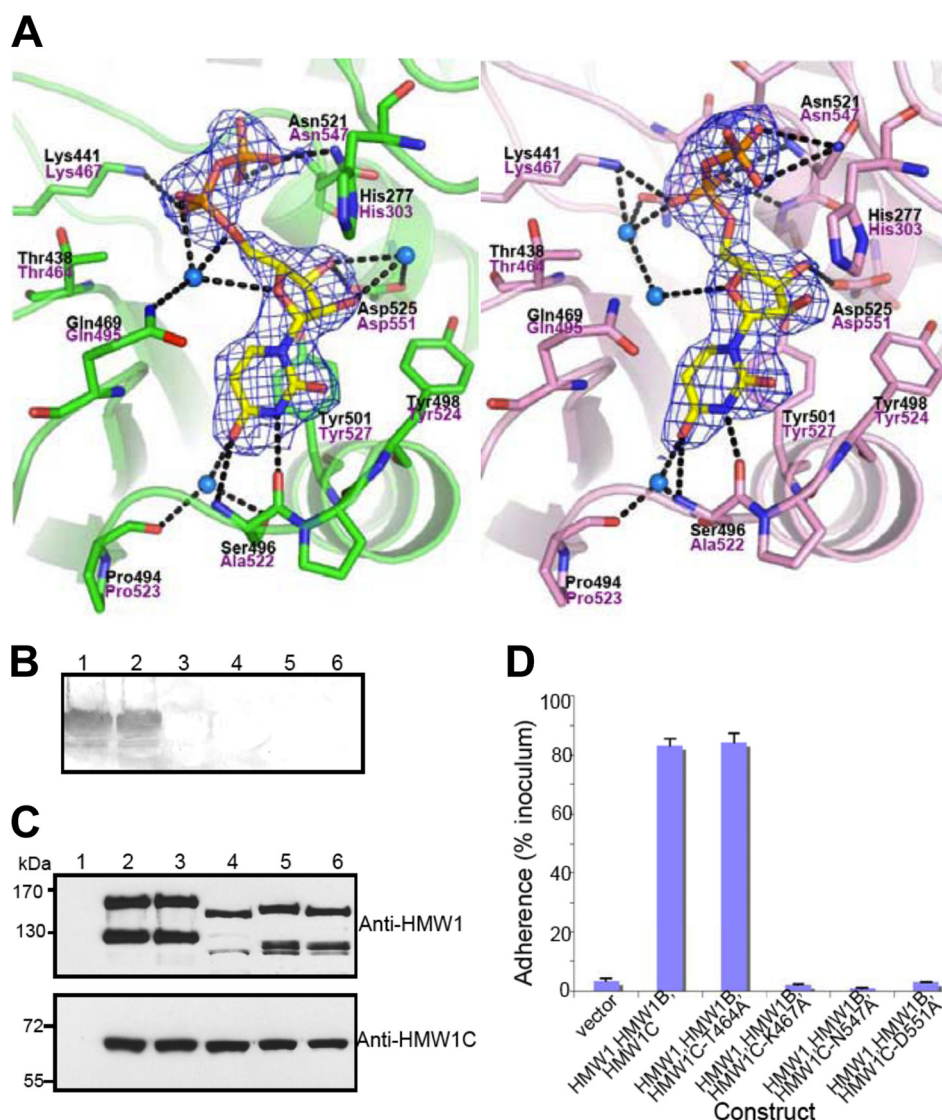 A
Asn521
Asn547
Lys441
Lys467
His277
His303
Thr438
Thr464
Gln469
Gln495
Asp525
Asp551
Tyr498
Tyr524
Tyr501
Tyr527
Ser496
Ala522
Pro494
Pro523
Asn521
Asn547
Lys441
Lys467
His277
His303
Thr438
Thr464
Gln469
Gln495
Asp525
Asp551
Tyr498
Tyr524
Tyr501
Tyr527
Ser496
Ala522
Pro494
Pro523
B
1 2 3 4 5 6
C
kDa 1 2 3 4 5 6
170
130
Anti-HMW1
72
55
Anti-HMW1C
D
Adherence (% inoculum)
100
80
60
40
20
0
vector
HMW1,HMW1B,
HMW1C
HMW1,HMW1B,
HMW1C-T464A
HMW1,HMW1B,
HMW1C-K467A
HMW1,HMW1B,
HMW1C-N547A
HMW1,HMW1B,
HMW1C-D551A
Construct